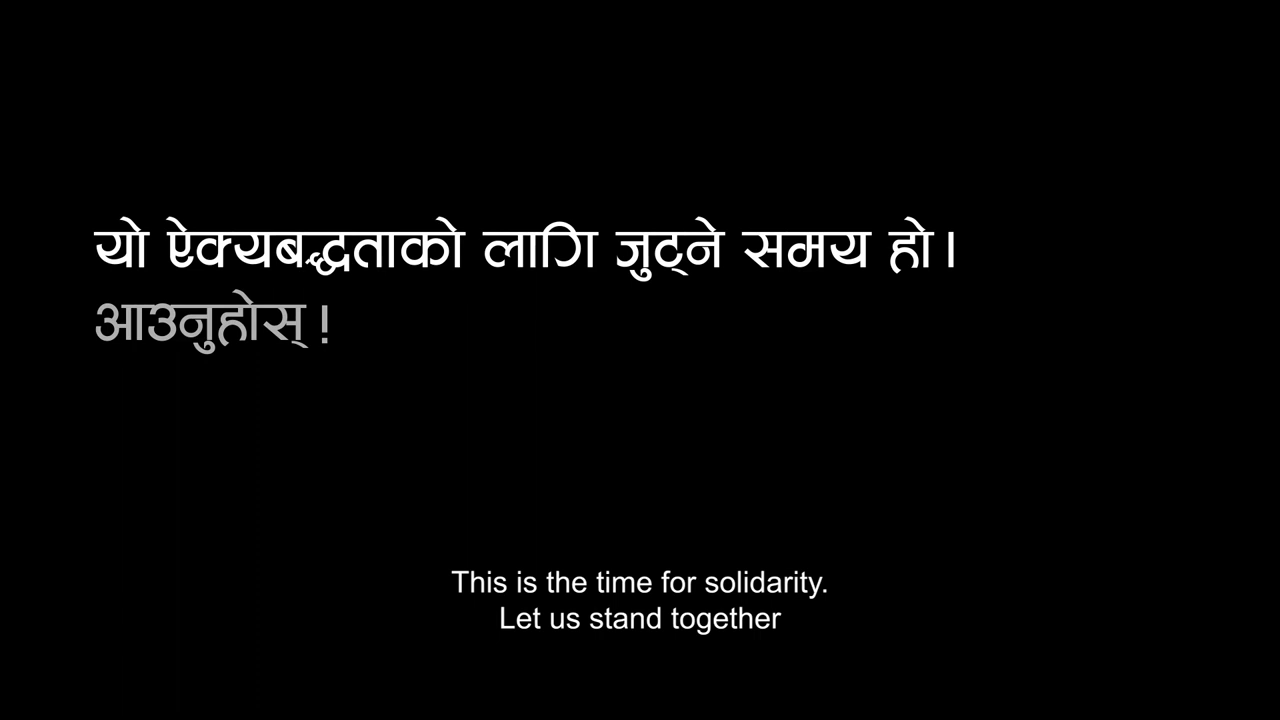 यो ऐक्यबद्धताको लागि जुट्ने समय हो।
आउनुहोस् !
This is the time for solidarity.
Let us stand together